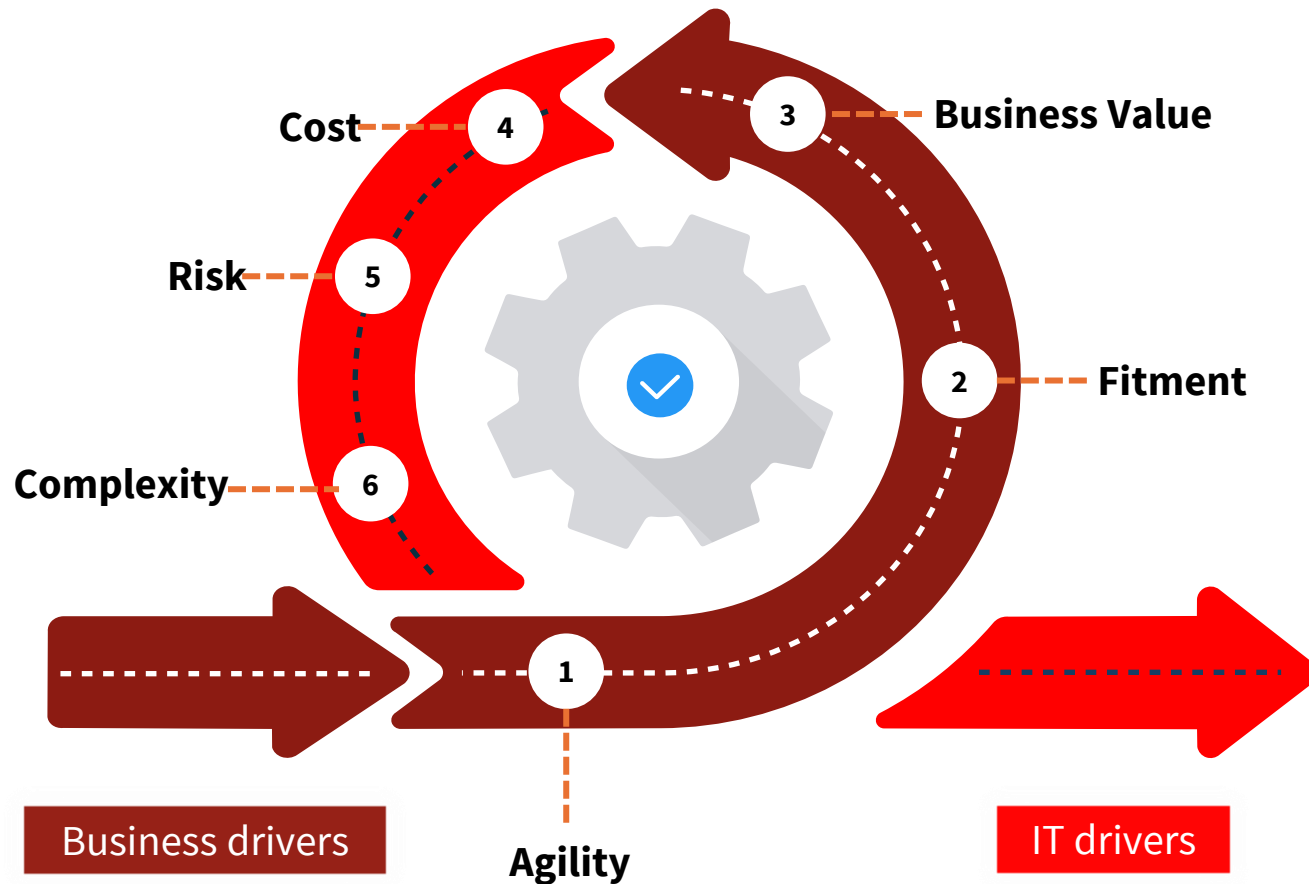 3
Business Value
Cost
4
Risk
5
2
Fitment
Complexity
6
1
Business drivers
IT drivers
Agility